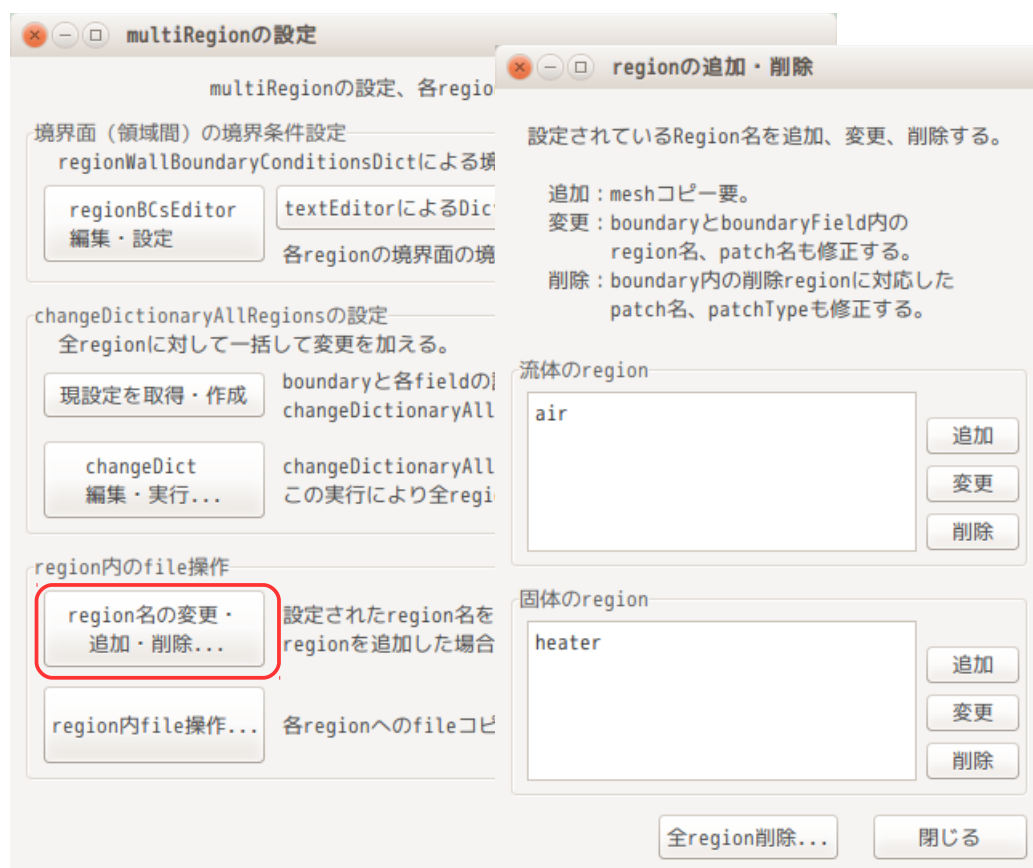 multiRegionの設定
multiRegionの設定、各regio
境界面（領域間）の境界条件設定
regionWallBoundaryConditionsDictによる境
regionBCsEditor
編集・設定
textEditorによるDic
各regionの境界面の境
changeDictionaryAllRegionsの設定
全regionに対して一括して変更を加える。
現設定を取得・作成
boundaryと各fieldの
changeDictionaryAll
changeDict
編集・実行...
changeDictionaryAll
この実行により全regi
region内のfile操作
region名の変更・
追加・削除...
設定されたregion名を
regionを追加した場合
region内file操作...
各regionへのfileコピ
regionの追加・削除
設定されているRegion名を追加、変更、削除する。
追加：meshコピー要。
変更：boundaryとboundaryField内の
region名、patch名も修正する。
削除：boundary内の削除regionに対応した
patch名、patchTypeも修正する。
流体のregion
air
追加
変更
削除
固体のregion
heater
追加
変更
削除
全region削除...
閉じる